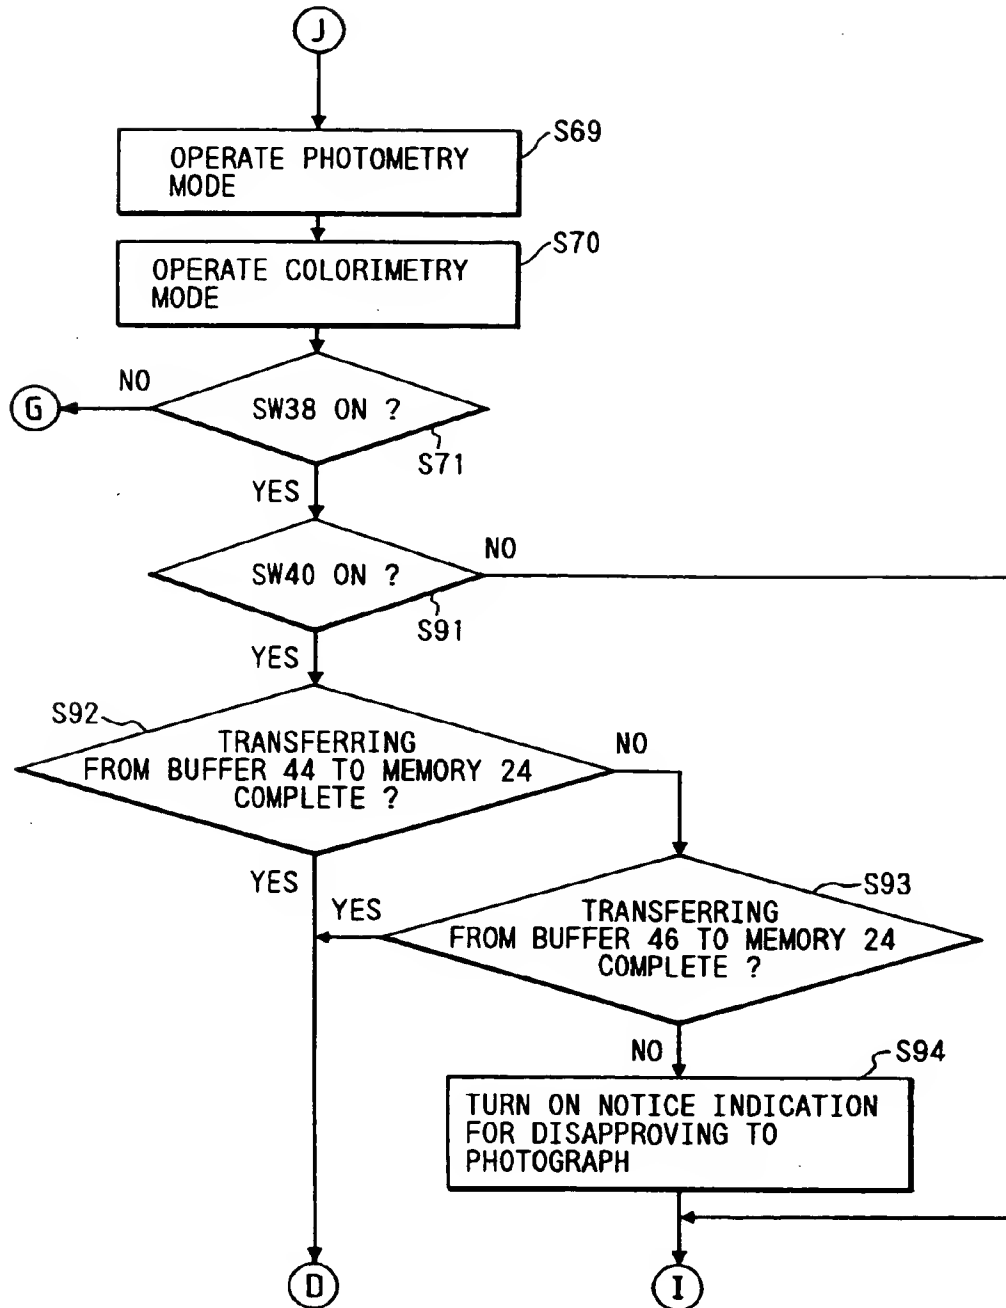 J
S69
OPERATE PHOTOMETRY
MODE
S70
OPERATE COLORIMETRY
MODE
NO
G
SW38 ON ?
S71
YES
NO
SW40 ON ?
S91
YES
S92
TRANSFERRING
FROM BUFFER 44 TO MEMORY 24
COMPLETE ?
NO
YES
S93
YES
TRANSFERRING
FROM BUFFER 46 TO MEMORY 24
COMPLETE ?
NO
S94
TURN ON NOTICE INDICATION
FOR DISAPPROVING TO
PHOTOGRAPH
D
I